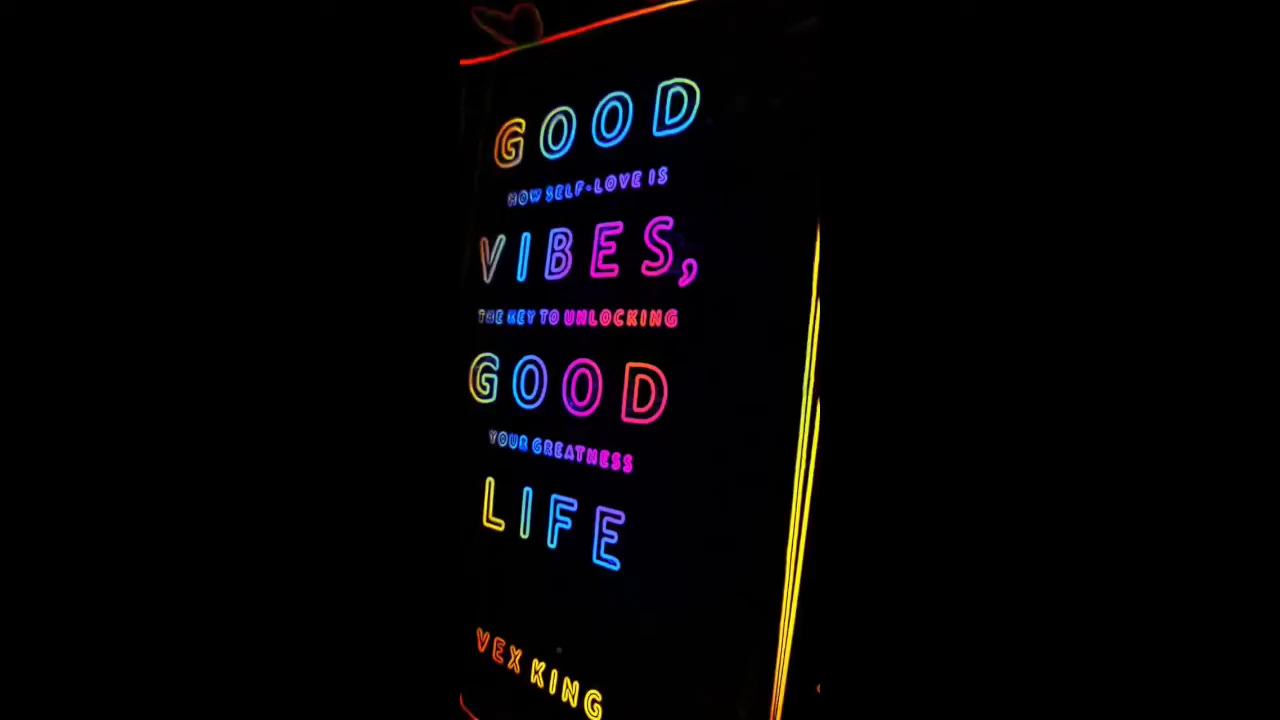 GOOD
HOW SELF-LOVE IS
VIBES,
THE KEY TO UNLOCKING
GOOD
YOUR GREATNESS
LIFE
VEX KING